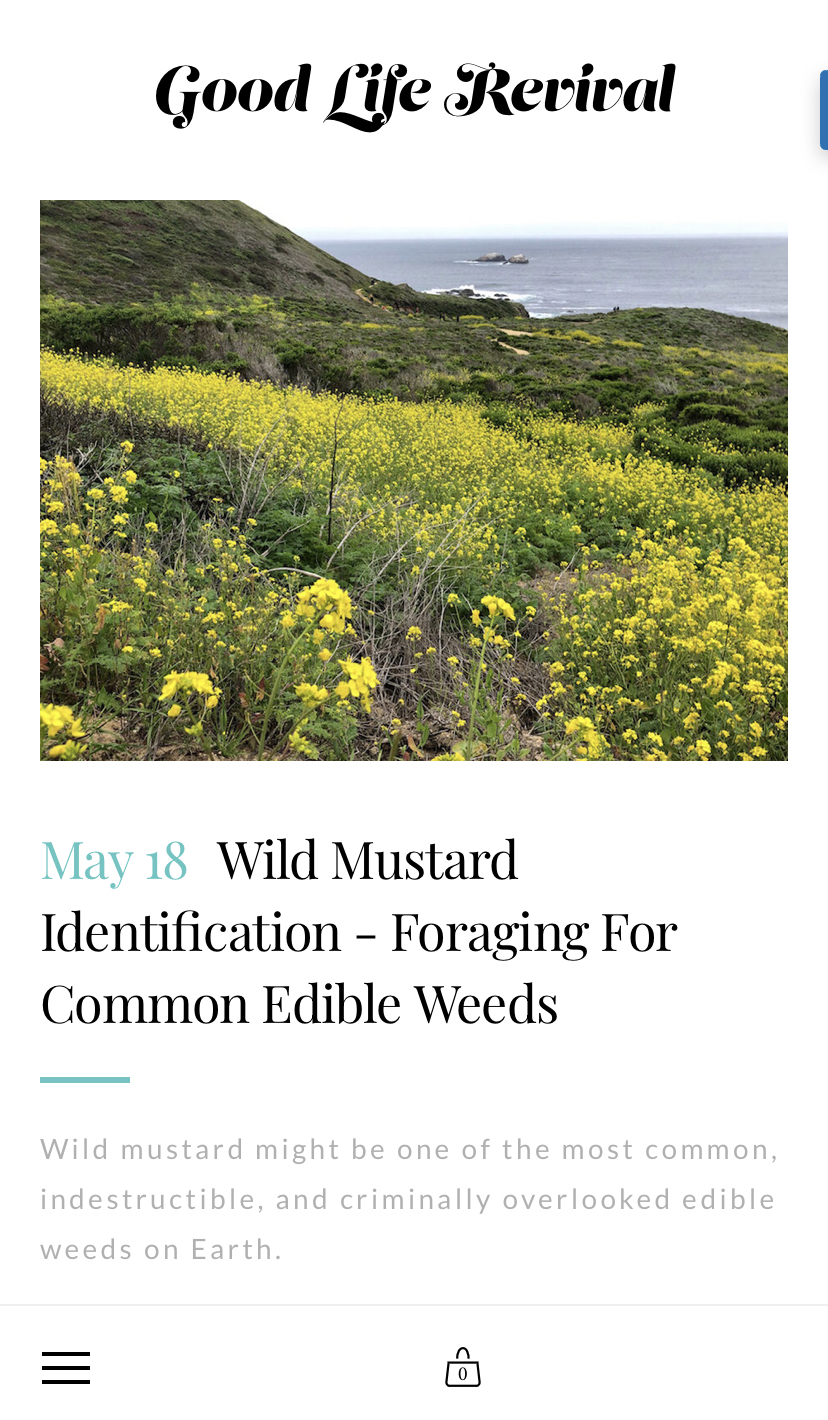 Good Life Revival
May 18 Wild Mustard
Identification - Foraging For
Common Edible Weeds
Wild mustard might be one of the most common,
indestructible, and criminally overlooked edible
weeds on Earth.
0